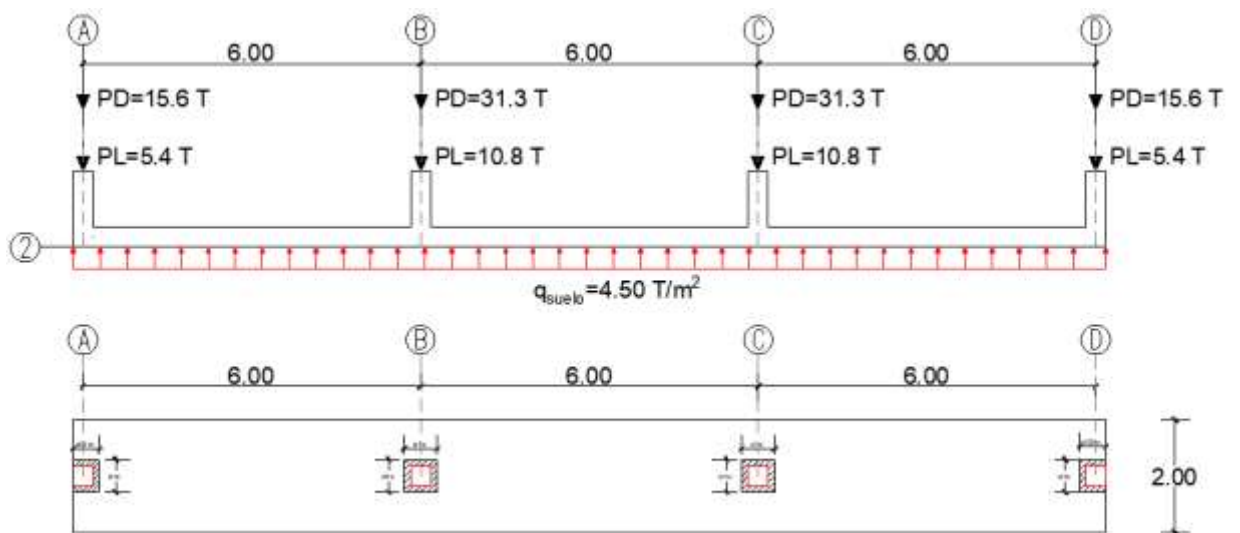 A B C D
6.00 6.00 6.00
PD=15.6 T PD=31.3 T PD=31.3 T PD=15.6 T
PL=5.4 T PL=10.8 T PL=10.8 T PL=5.4 T
2
qsuelo=4.50 T/m²
A B C D
6.00 6.00 6.00
2.00